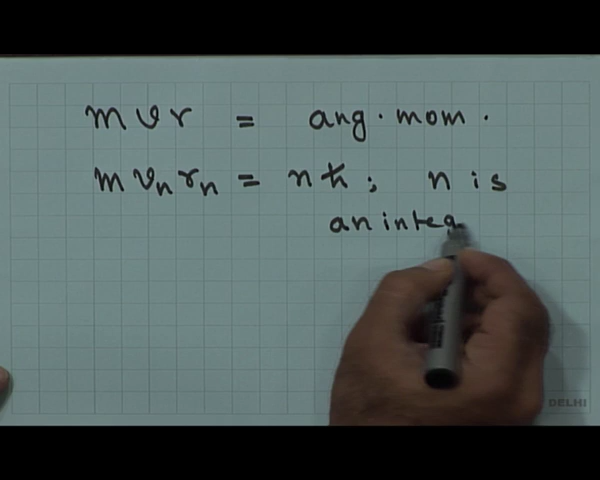 mvr = ang. mom.
mvₙrₙ = nħ; n is
an integ
DELHI